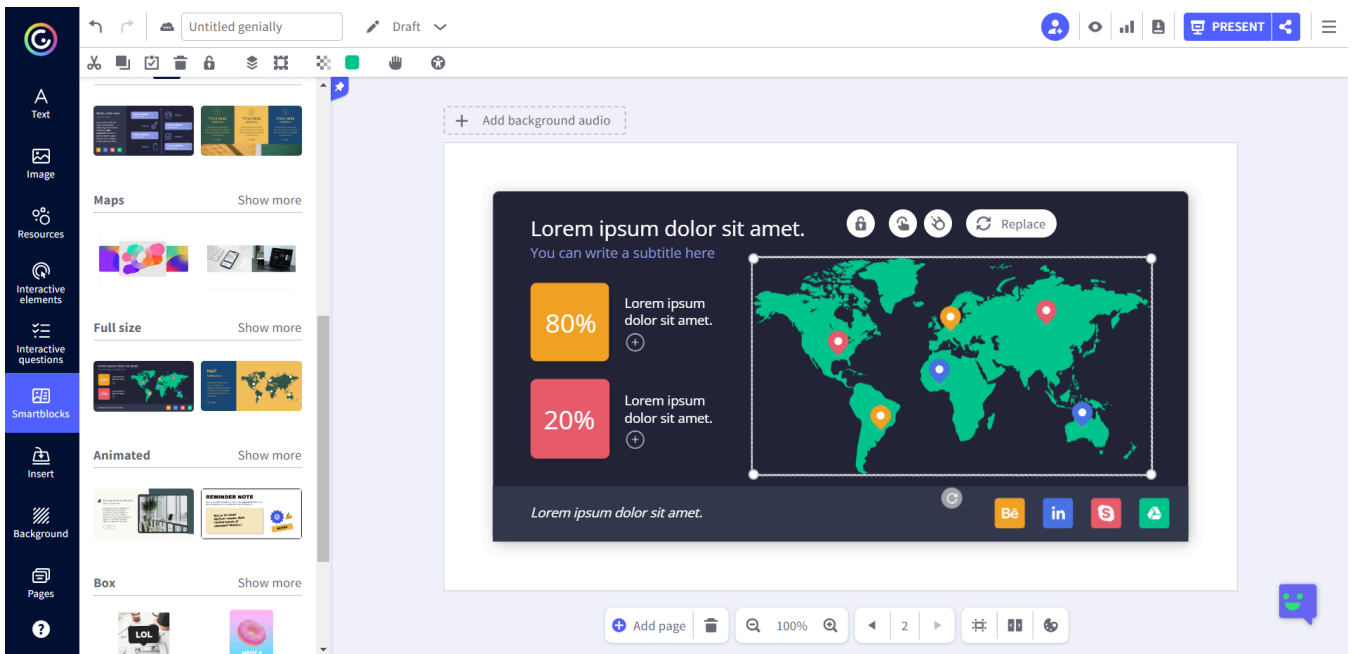 Untitled genially
Draft
PRESENT
Text
Image
Resources
Interactive
elements
Interactive
questions
Smartblocks
Insert
Background
Pages
?
Maps
Show more
Full size
Show more
Animated
Show more
REMINDER NOTE
Box
Show more
LOL
Add background audio
Lorem ipsum dolor sit amet.
You can write a subtitle here
Replace
80%
Lorem ipsum
dolor sit amet.
20%
Lorem ipsum
dolor sit amet.
Lorem ipsum dolor sit amet.
Bē
in
S
Add page
100%
2